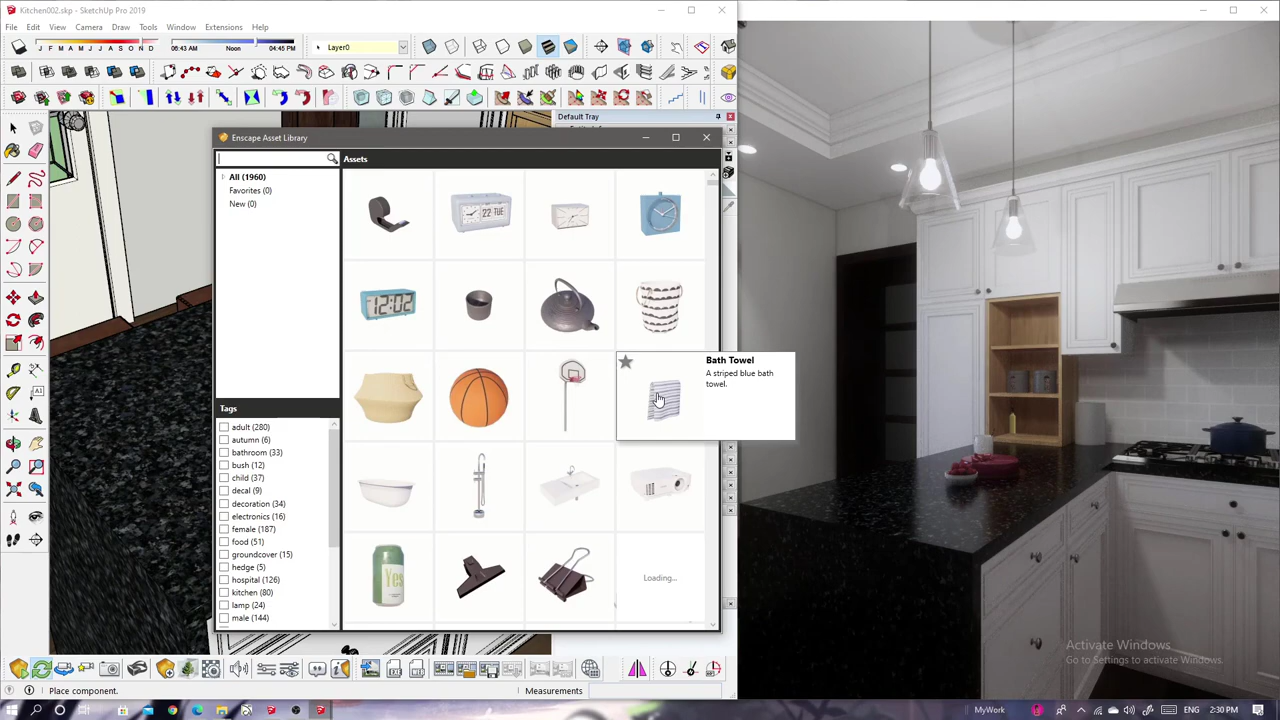 Kitchen002.skp - SketchUp Pro 2019
File Edit View Camera Draw Tools Window Extensions Help
J F M A M J J A S O N D
06:43 AM Noon 04:45 PM
Layer0
Default Tray
Enscape Asset Library
Assets
All (1960)
Favorites (0)
New (0)
22 TUE
12:02
Bath Towel
A striped blue bath
towel.
Tags
adult (280)
autumn (6)
bathroom (33)
bush (12)
child (37)
decal (9)
decoration (34)
electronics (16)
female (187)
food (51)
groundcover (15)
hedge (5)
hospital (126)
kitchen (80)
lamp (24)
male (144)
Yes
Loading...
Activate Windows
Go to Settings to activate Windows.
Place component.
Measurements
MyWork
ENG
2:30 PM